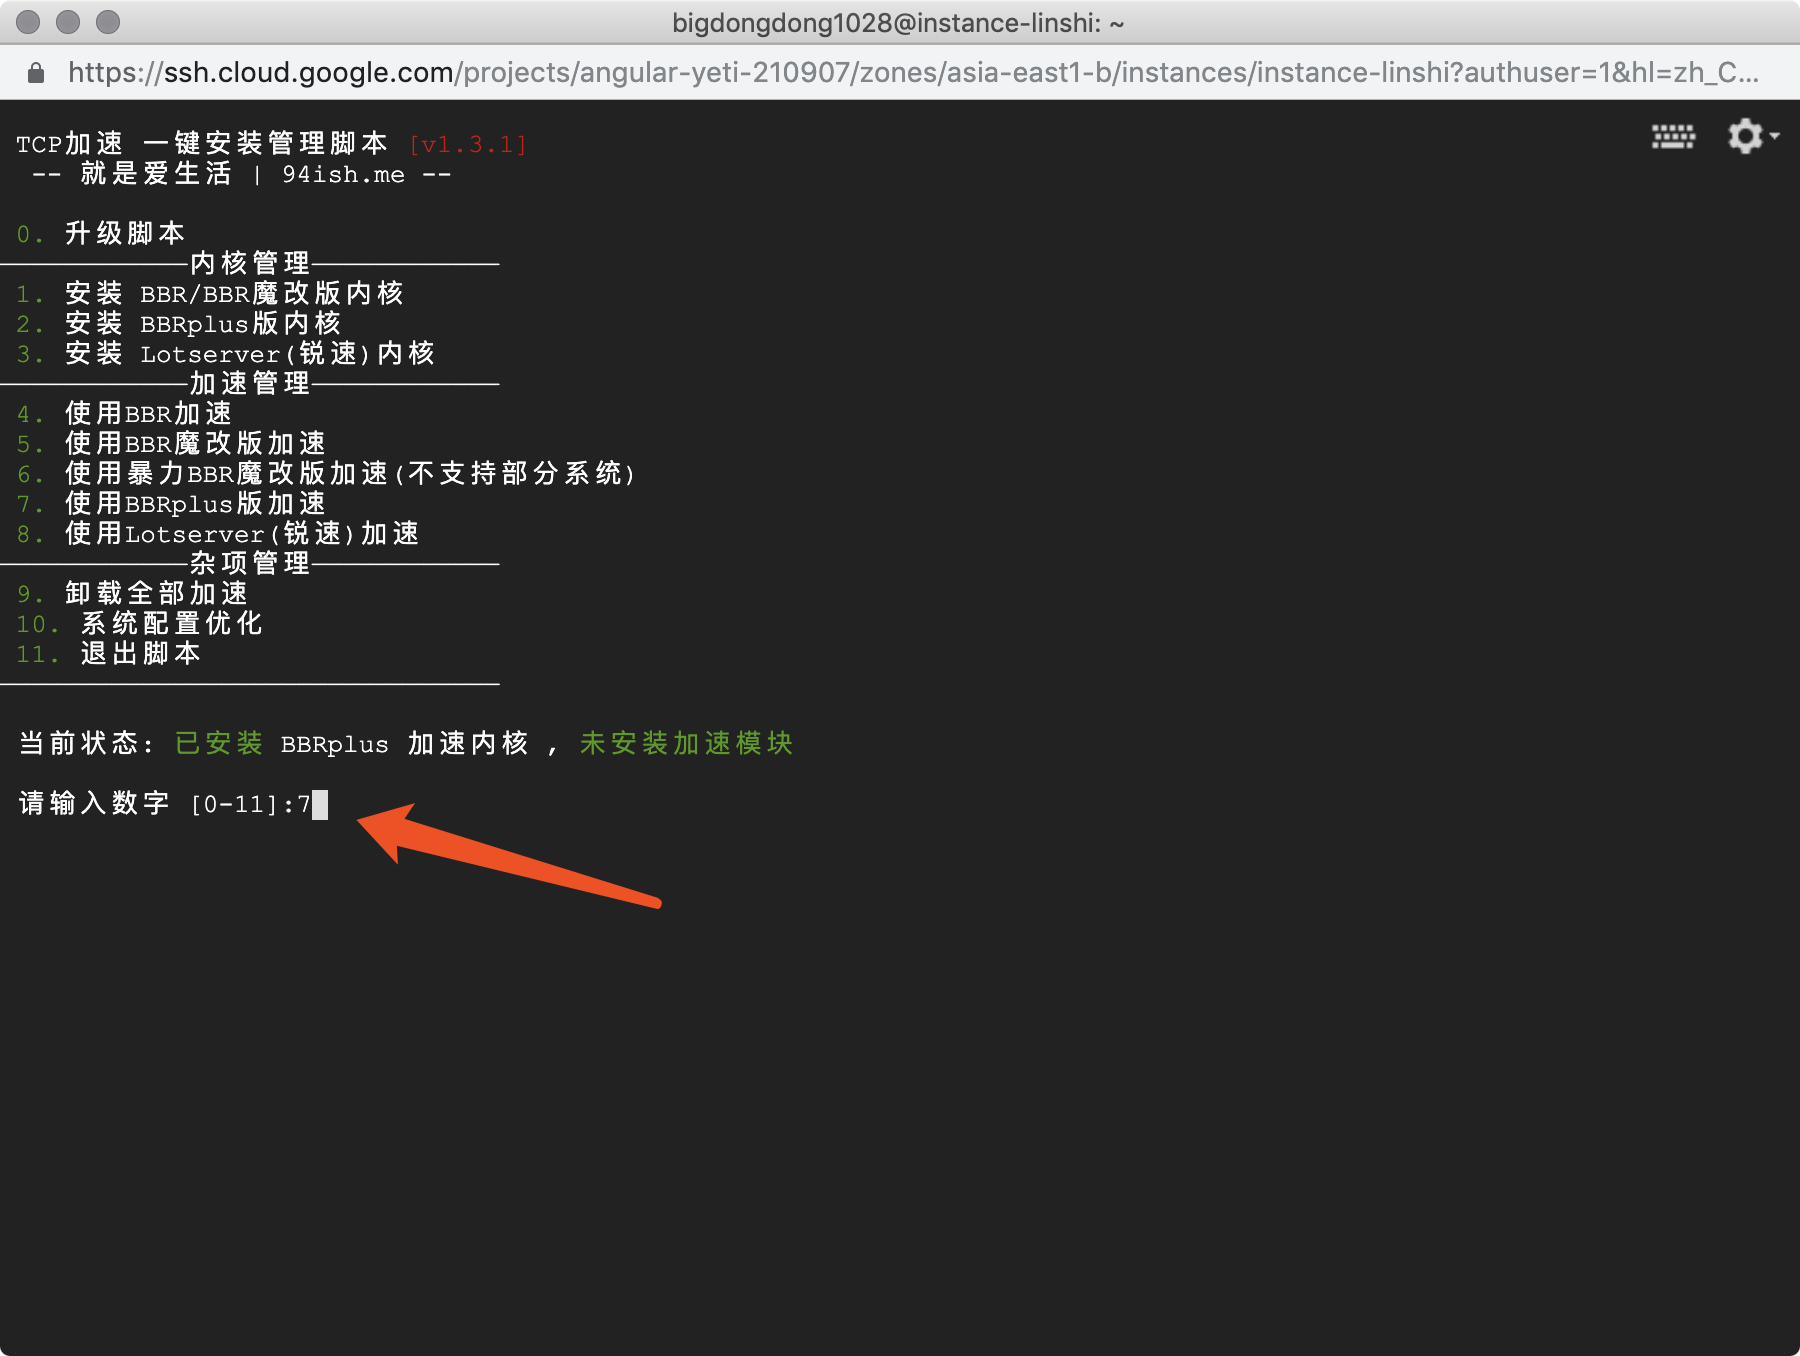 bigdongdong1028@instance-linshi: ~
https://ssh.cloud.google.com/projects/angular-yeti-210907/zones/asia-east1-b/instances/instance-linshi?authuser=1&hl=zh_C...
TCP加速 一键安装管理脚本 [v1.3.1]
-- 就是爱生活 | 94ish.me --
0. 升级脚本
————————————内核管理————————————
1. 安装 BBR/BBR魔改版内核
2. 安装 BBRplus版内核
3. 安装 Lotserver(锐速)内核
————————————加速管理————————————
4. 使用BBR加速
5. 使用BBR魔改版加速
6. 使用暴力BBR魔改版加速(不支持部分系统)
7. 使用BBRplus版加速
8. 使用Lotserver(锐速)加速
————————————杂项管理————————————
9. 卸载全部加速
10. 系统配置优化
11. 退出脚本
————————————————————————————————
当前状态: 已安装 BBRplus 加速内核 , 未安装加速模块
请输入数字 [0-11]:7